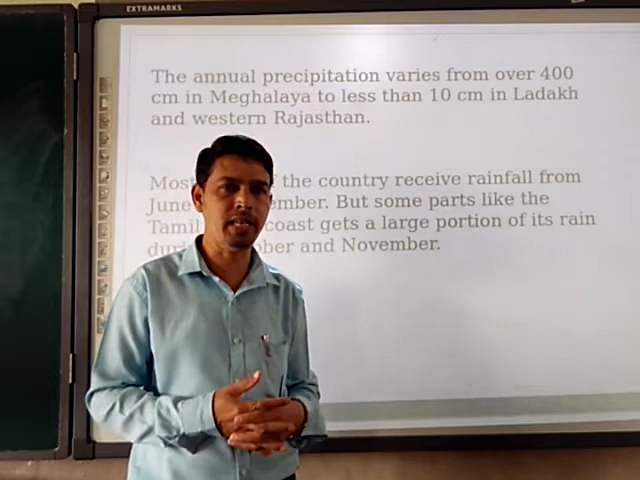 EXTRAMARKS
The annual precipitation varies from over 400
cm in Meghalaya to less than 10 cm in Ladakh
and western Rajasthan.
Most the country receive rainfall from
June ember. But some parts like the
Tamil coast gets a large portion of its rain
duri ober and November.